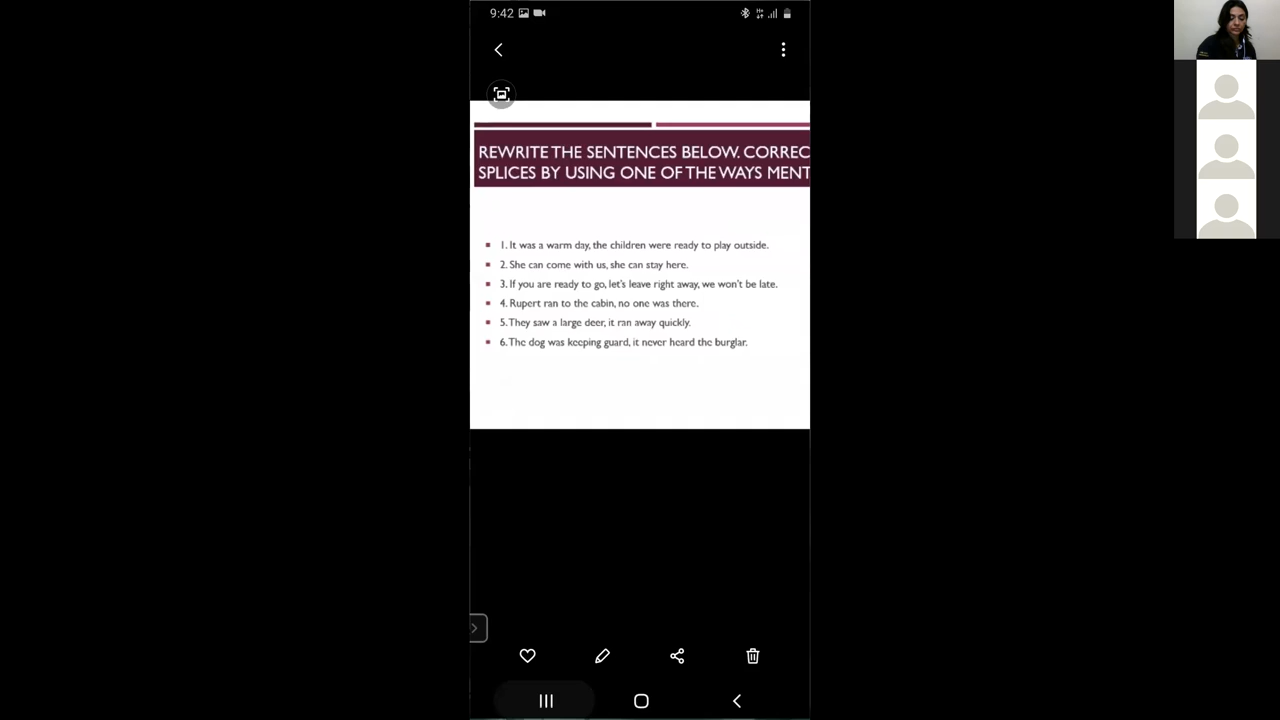 9:42
REWRITE THE SENTENCES BELOW. CORREC
SPLICES BY USING ONE OF THE WAYS MENT
1. It was a warm day, the children were ready to play outside.
2. She can come with us, she can stay here.
3. If you are ready to go, let's leave right away, we won't be late.
4. Rupert ran to the cabin, no one was there.
5. They saw a large deer, it ran away quickly.
6. The dog was keeping guard, it never heard the burglar.